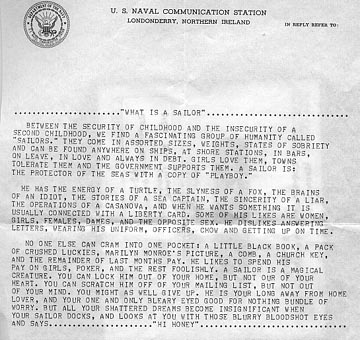 U. S. NAVAL COMMUNICATION STATION
LONDONDERRY, NORTHERN IRELAND
IN REPLY REFER TO:
"WHAT IS A SAILOR"
BETWEEN THE SECURITY OF CHILDHOOD AND THE INSECURITY OF A
SECOND CHILDHOOD, WE FIND A FASCINATING GROUP OF HUMANITY CALLED
"SAILORS." THEY COME IN ASSORTED SIZES, WEIGHTS, STATES OF SOBRIETY
AND CAN BE FOUND ANYWHERE ON SHIPS, AT SHORE STATIONS, IN BARS,
ON LEAVE, IN LOVE AND ALWAYS IN DEBT. GIRLS LOVE THEM, TOWNS
TOLERATE THEM AND THE GOVERNMENT SUPPORTS THEM. A SAILOR IS:
THE PROTECTOR OF THE SEAS WITH A COPY OF "PLAYBOY."
HE HAS THE ENERGY OF A TURTLE, THE SLYNESS OF A FOX, THE BRAINS
OF AN IDIOT, THE STORIES OF A SEA CAPTAIN, THE SINCERITY OF A LIAR,
THE OPERATIONS OF A CASANOVA, AND WHEN HE WANTS SOMETHING IT IS
USUALLY CONNECTED WITH A LIBERTY CARD. SOME OF HIS LIKES ARE WOMEN,
GIRLS, FEMALES, DAMES, AND THE OPPOSITE SEX. HE DISLIKES ANSWERING
LETTERS, WEARING HIS UNIFORM, OFFICERS, CHOW AND GETTING UP ON TIME.
NO ONE ELSE CAN CRAM INTO ONE POCKET: A LITTLE BLACK BOOK, A PACK
OF CRUSHED LUCKIES, MARILYN MONROE'S PICTURE, A COMB, A CHURCH KEY,
AND THE REMAINDER OF LAST MONTHS PAY. HE LIKES TO SPEND HIS
PAY ON GIRLS, POKER, AND THE REST FOOLISHLY. A SAILOR IS A MAGICAL
CREATURE. YOU CAN LOCK HIM OUT OF YOUR HOME, BUT NOT OUR OF YOUR
HEART. YOU CAN SCRATCH HIM OFF OF YOUR MAILING LIST, BUT NOT OUT
OF YOUR MIND. YOU MIGHT AS WELL GIVE UP. HE IS YOUR LONG AWAY FROM HOME
LOVER, AND YOUR ONE AND ONLY BLEARY EYED GOOD FOR NOTHING BUNDLE OF
WORRY. BUT ALL YOUR SHATTERED DREAMS BECOME INSIGNIFICANT WHEN
YOUR SAILOR DOCKS, AND LOOKS AT YOU WITH THOSE BLURRY BLOODSHOT EYES
AND SAYS....................."HI HONEY"